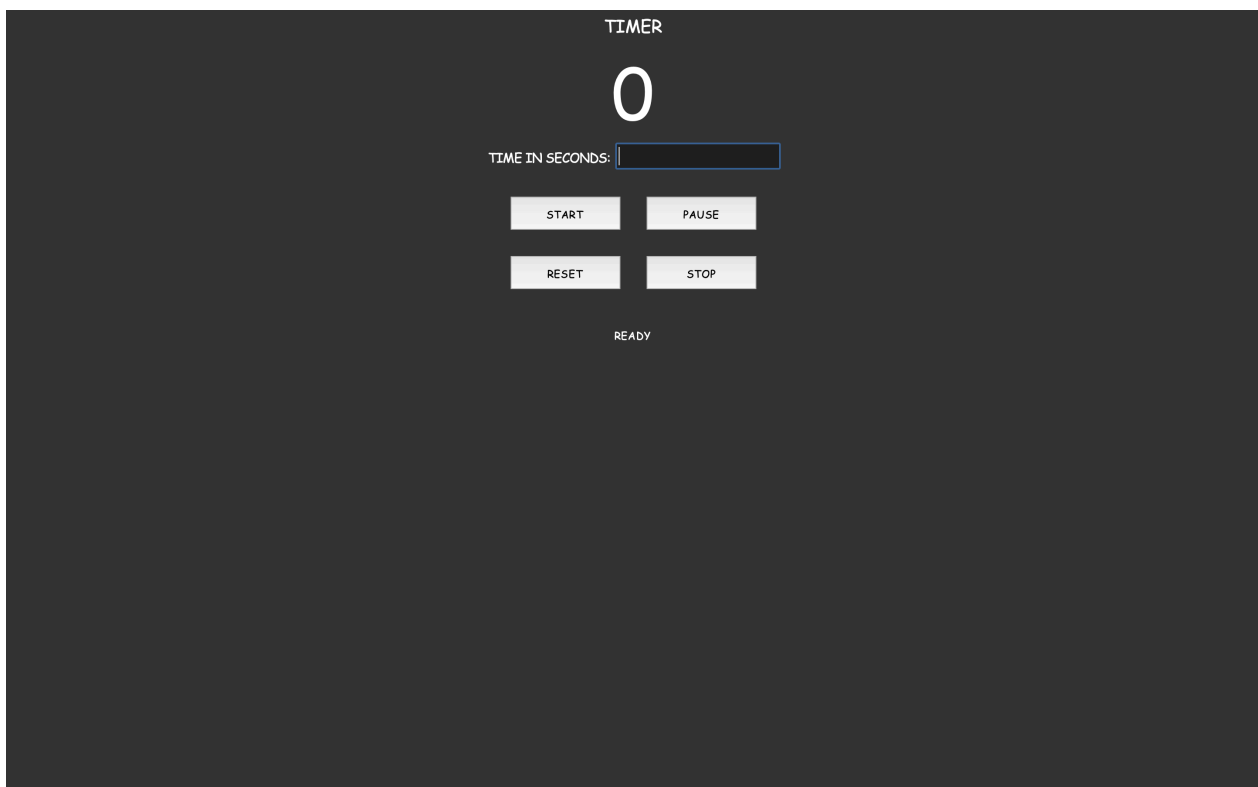 TIMER
0
TIME IN SECONDS:
START PAUSE
RESET STOP
READY